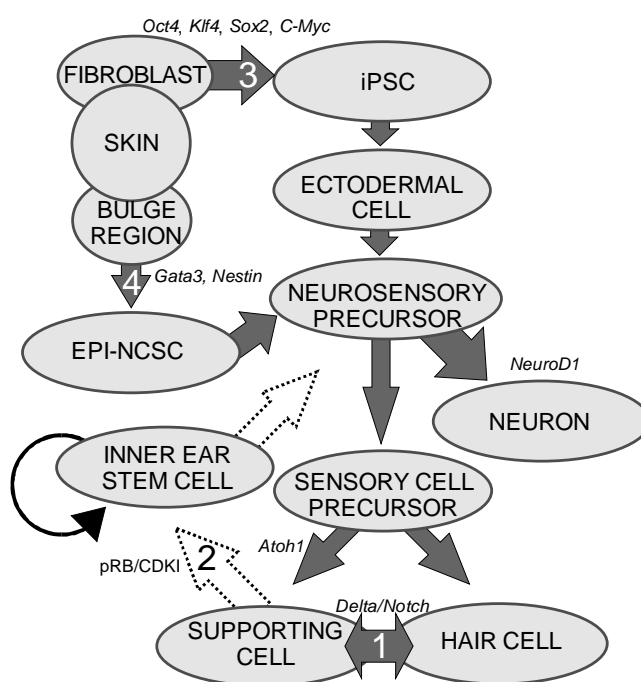 Oct4, Klf4, Sox2, C-Myc
FIBROBLAST
3
iPSC
SKIN
ECTODERMAL
CELL
BULGE
REGION
4
Gata3, Nestin
NEUROSENSORY
PRECURSOR
EPI-NCSC
NeuroD1
NEURON
INNER EAR
STEM CELL
SENSORY CELL
PRECURSOR
Atoh1
pRB/CDKI
2
Delta/Notch
SUPPORTING
CELL
1
HAIR CELL